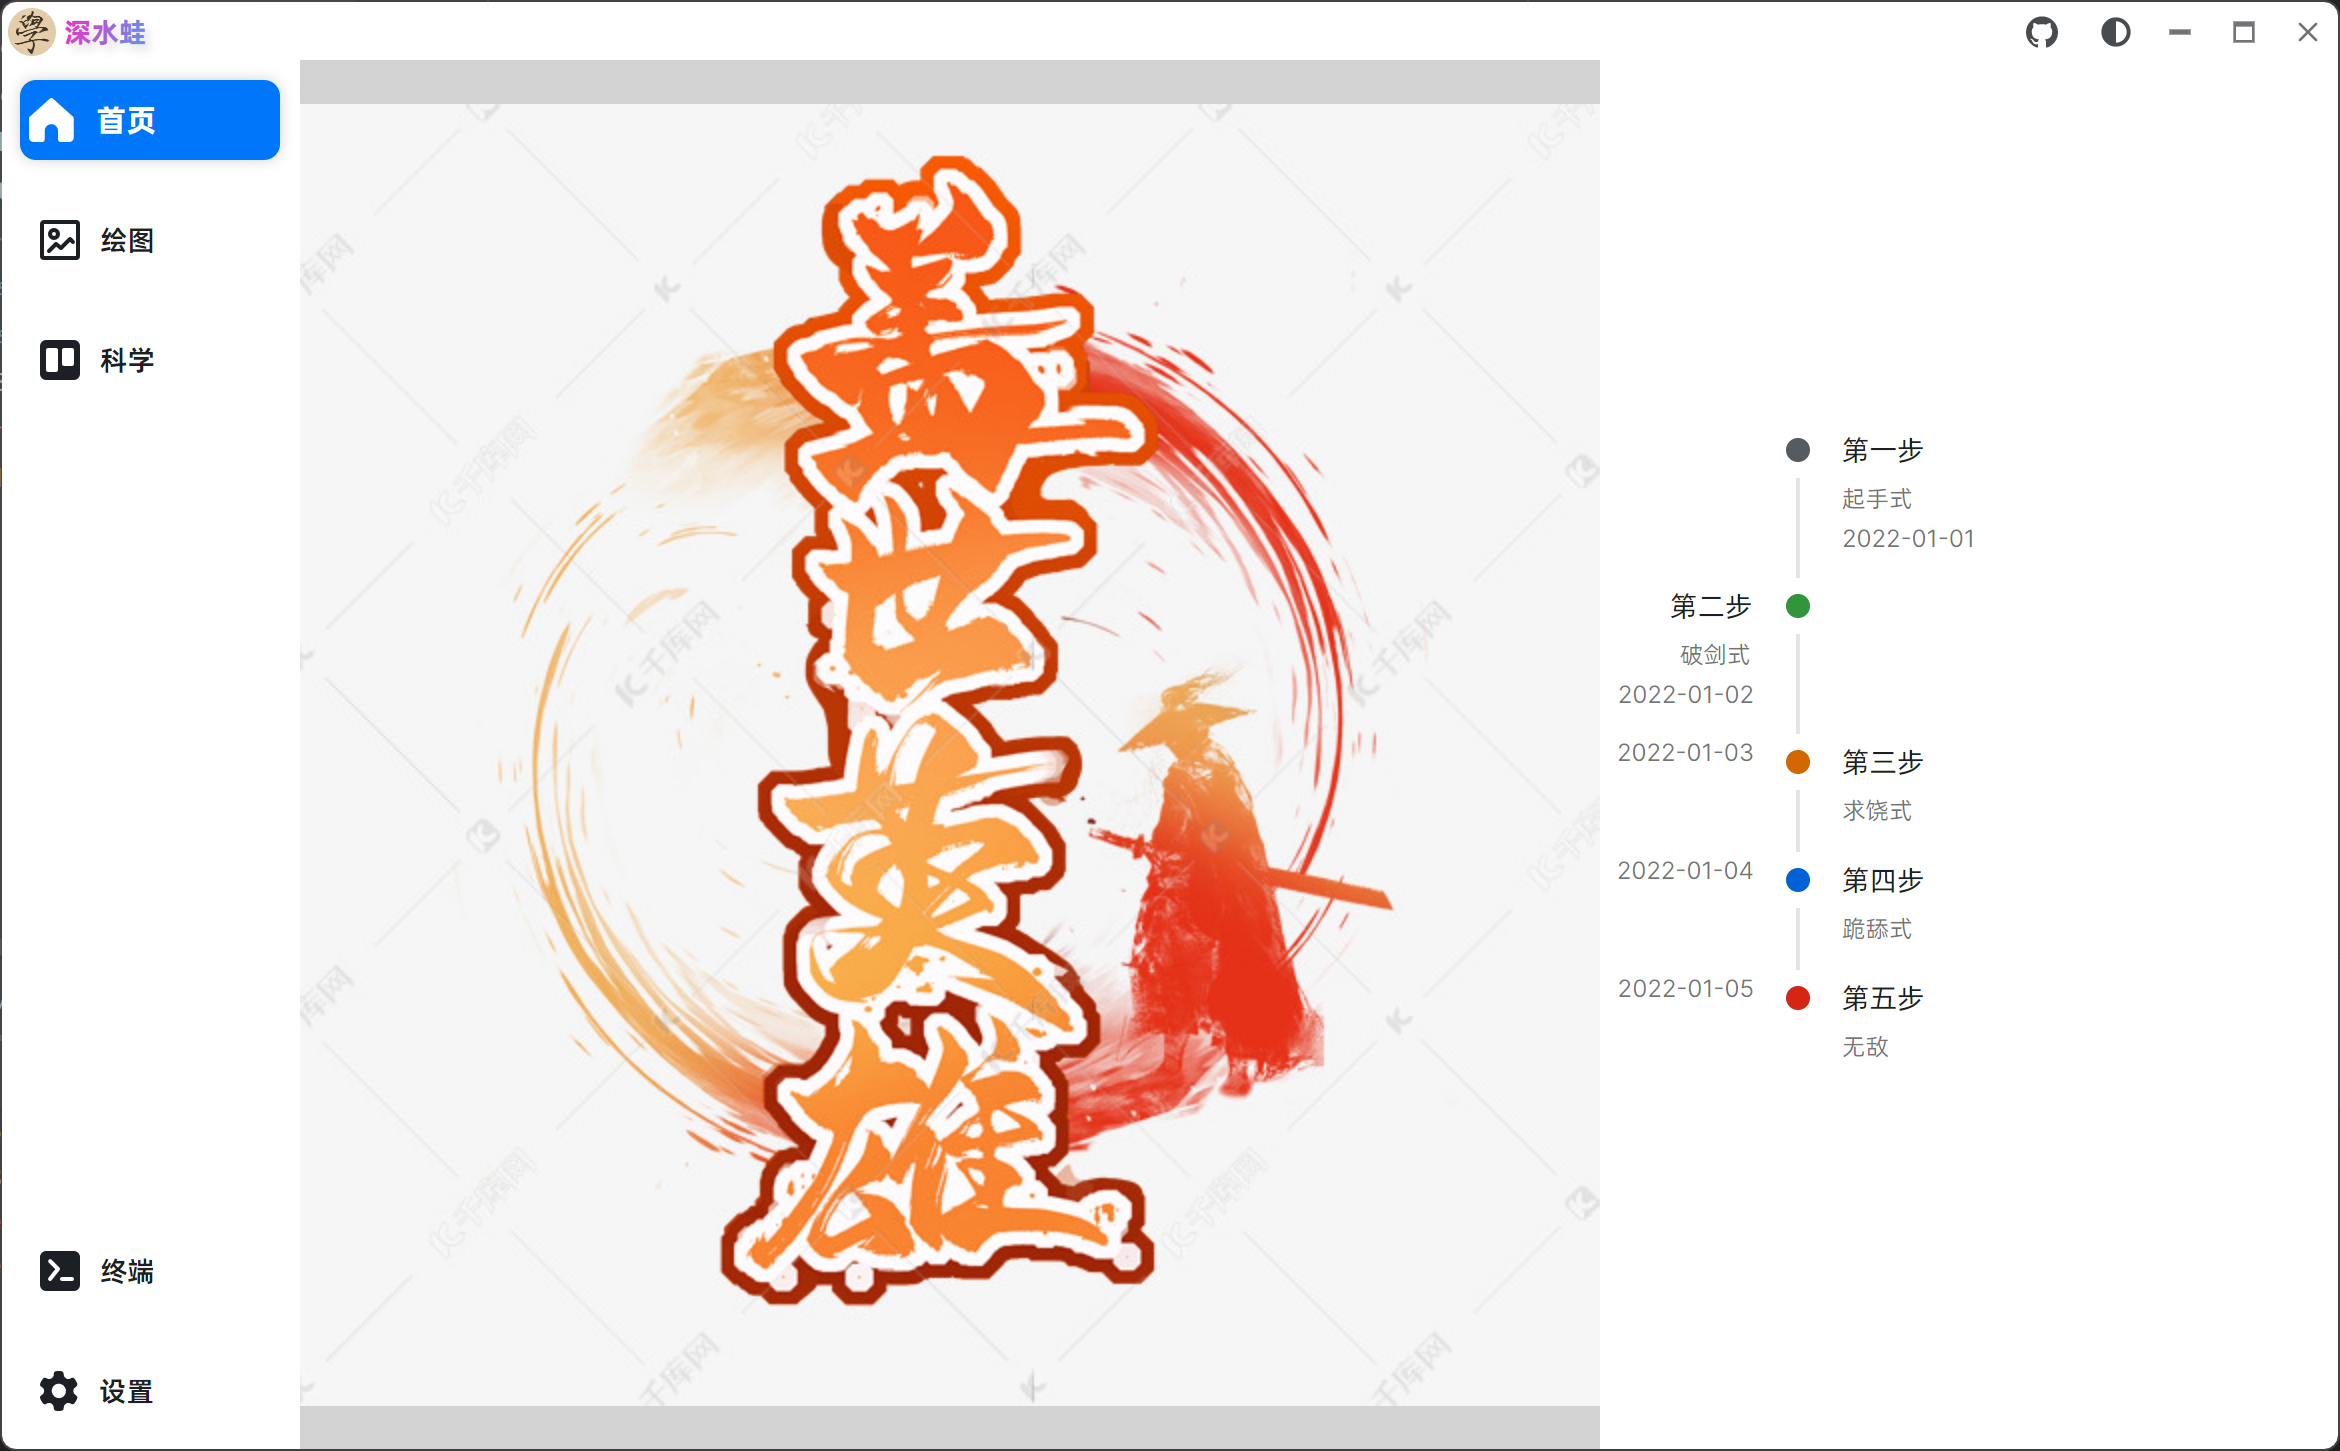 學
深水蛙
首页
绘图
科学
终端
设置
盖世英雄
千库网
第一步
起手式
2022-01-01
第二步
破剑式
2022-01-02
2022-01-03
第三步
求饶式
2022-01-04
第四步
跪舔式
2022-01-05
第五步
无敌